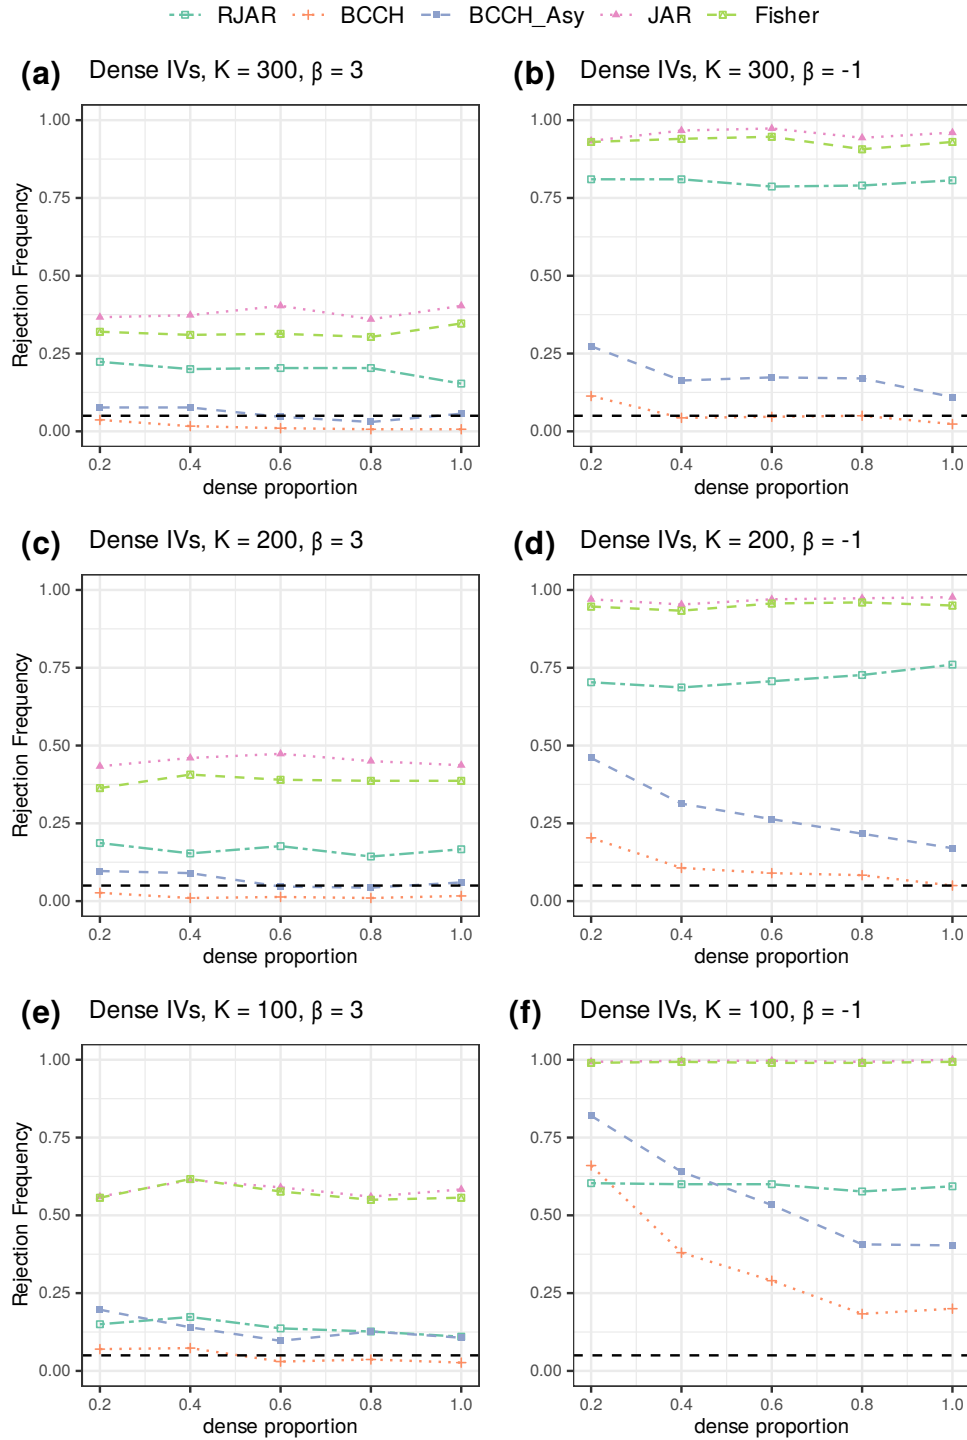 RJAR BCCH BCCH_Asy JAR Fisher
(a) Dense IVs, K = 300, β = 3
(b) Dense IVs, K = 300, β = -1
Rejection Frequency
1.00
0.75
0.50
0.25
0.00
0.2 0.4 0.6 0.8 1.0
dense proportion
1.00
0.75
0.50
0.25
0.00
0.2 0.4 0.6 0.8 1.0
dense proportion
(c) Dense IVs, K = 200, β = 3
(d) Dense IVs, K = 200, β = -1
Rejection Frequency
1.00
0.75
0.50
0.25
0.00
0.2 0.4 0.6 0.8 1.0
dense proportion
1.00
0.75
0.50
0.25
0.00
0.2 0.4 0.6 0.8 1.0
dense proportion
(e) Dense IVs, K = 100, β = 3
(f) Dense IVs, K = 100, β = -1
Rejection Frequency
1.00
0.75
0.50
0.25
0.00
0.2 0.4 0.6 0.8 1.0
dense proportion
1.00
0.75
0.50
0.25
0.00
0.2 0.4 0.6 0.8 1.0
dense proportion